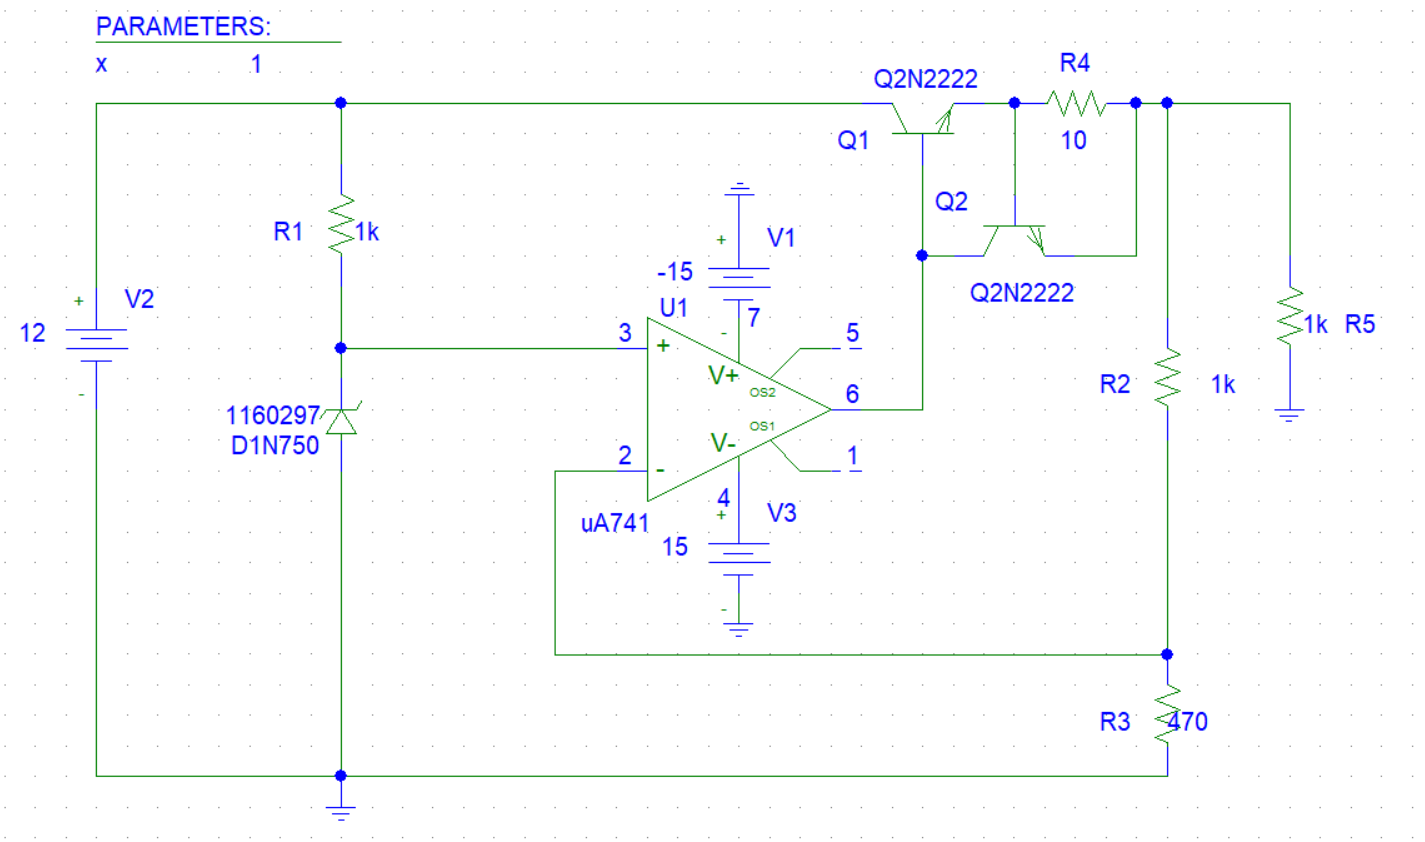 PARAMETERS:
x 1
Q2N2222
R4
Q1
10
Q2
R1
1k
+
V1
-15
Q2N2222
+
V2
12
-
U1
7
-
3
+
5
1k
R5
V+
OS2
R2
1k
6
1160297
D1N750
OS1
V-
2
-
1
4
+
V3
uA741
15
-
R3
470